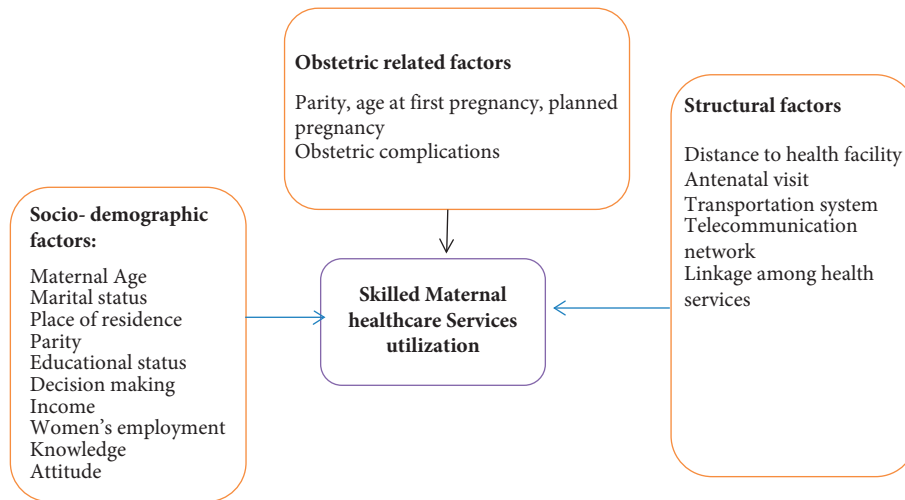 Obstetric related factors
Parity, age at first pregnancy, planned
pregnancy
Obstetric complications
Structural factors
Distance to health facility
Antenatal visit
Transportation system
Telecommunication
network
Linkage among health
services
Socio- demographic
factors:
Maternal Age
Marital status
Place of residence
Parity
Educational status
Decision making
Income
Women's employment
Knowledge
Attitude
Skilled Maternal
healthcare Services
utilization